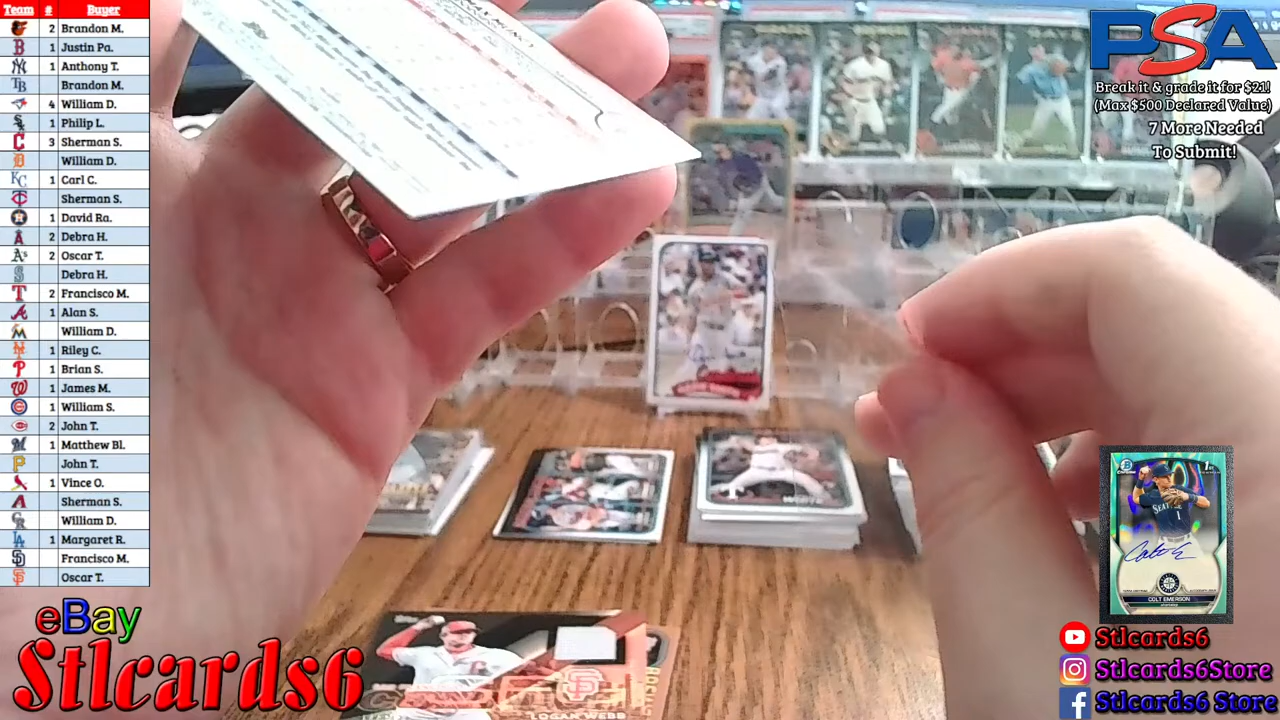 Team # Buyer
2 Brandon M.
1 Justin Pa.
1 Anthony T.
Brandon M.
4 William D.
1 Philip L.
3 Sherman S.
William D.
1 Carl C.
Sherman S.
1 David Ra.
2 Debra H.
2 Oscar T.
Debra H.
2 Francisco M.
1 Alan S.
William D.
1 Riley C.
1 Brian S.
1 James M.
1 William S.
2 John T.
1 Matthew Bl.
John T.
1 Vince O.
Sherman S.
William D.
1 Margaret R.
Francisco M.
Oscar T.
eBay
Stlcards6
PSA
Break it & grade it for $21!
(Max $500 Declared Value)
7 More Needed
To Submit!
WHITE
LOGAN WEBB
SEATTLE
1
COLT EMERSON
Stlcards6
Stlcards6Store
Stlcards6 Store